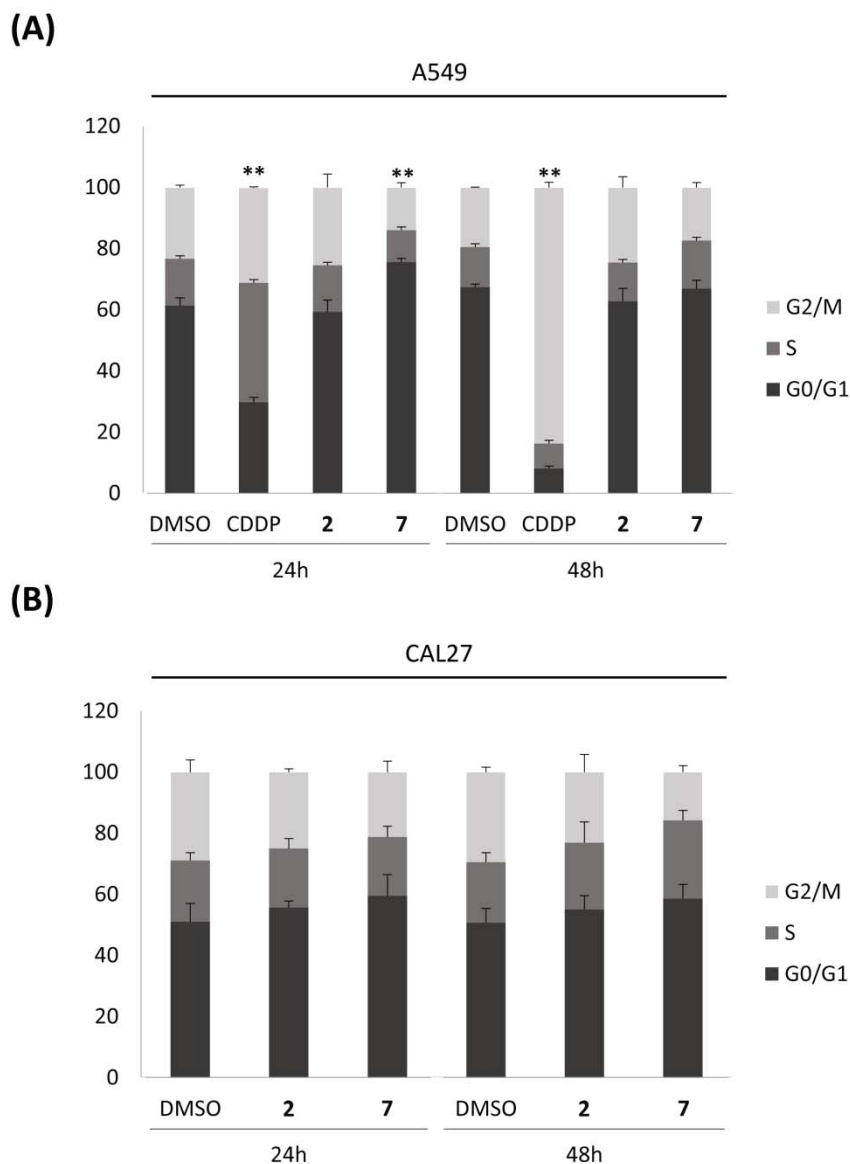 (A)
A549
120
** ** **
100
80
60
40
20
0
G2/M
S
G0/G1
DMSO CDDP 2 7 DMSO CDDP 2 7
24h 48h
(B)
CAL27
120
100
80
60
40
20
0
G2/M
S
G0/G1
DMSO 2 7 DMSO 2 7
24h 48h